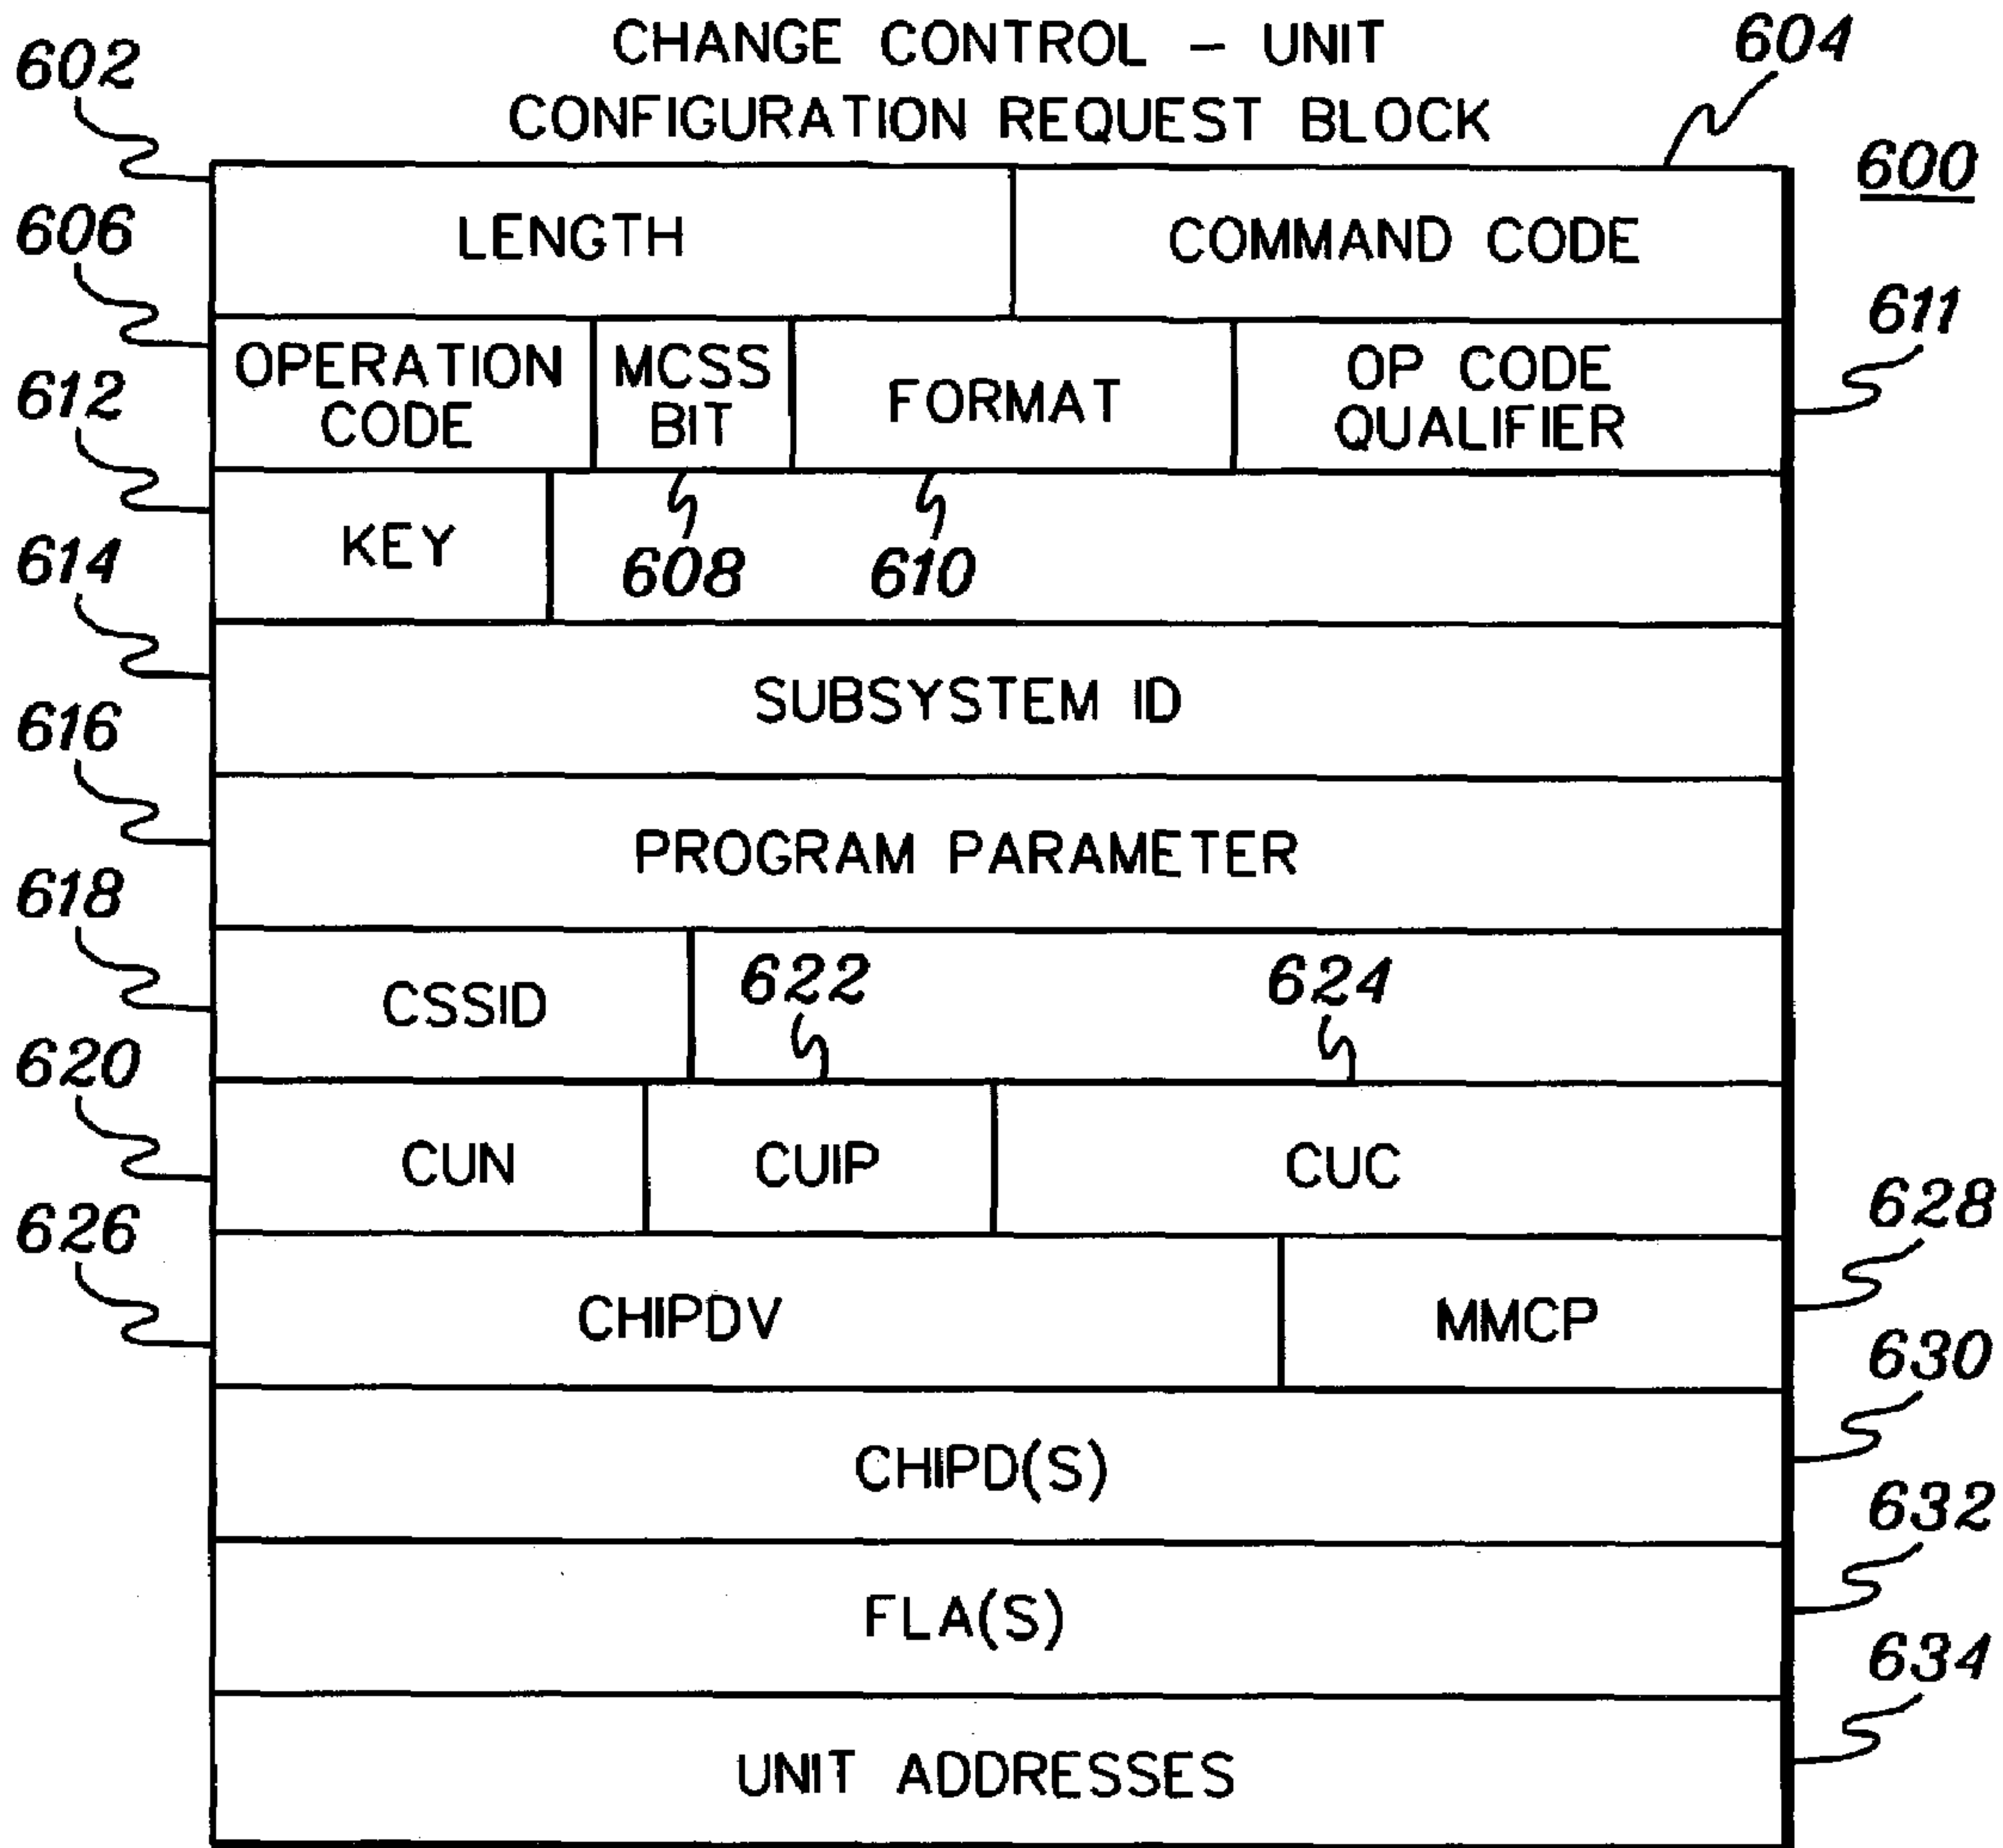 CHANGE CONTROL – UNIT
CONFIGURATION REQUEST BLOCK
602
604
600
LENGTH
COMMAND CODE
606
611
OPERATION CODE
MCSS BIT
FORMAT
OP CODE QUALIFIER
612
KEY
608
610
614
SUBSYSTEM ID
616
PROGRAM PARAMETER
618
CSSID
622
624
620
CUN
CUIP
CUC
626
628
CHIPDV
MMCP
630
CHIPD(S)
632
FLA(S)
634
UNIT ADDRESSES